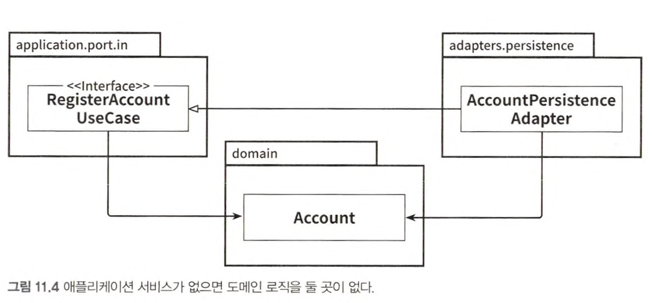 application.port.in
<<Interface>>
RegisterAccount
UseCase
adapters.persistence
AccountPersistence
Adapter
domain
Account
그림 11.4 애플리케이션 서비스가 없으면 도메인 로직을 둘 곳이 없다.